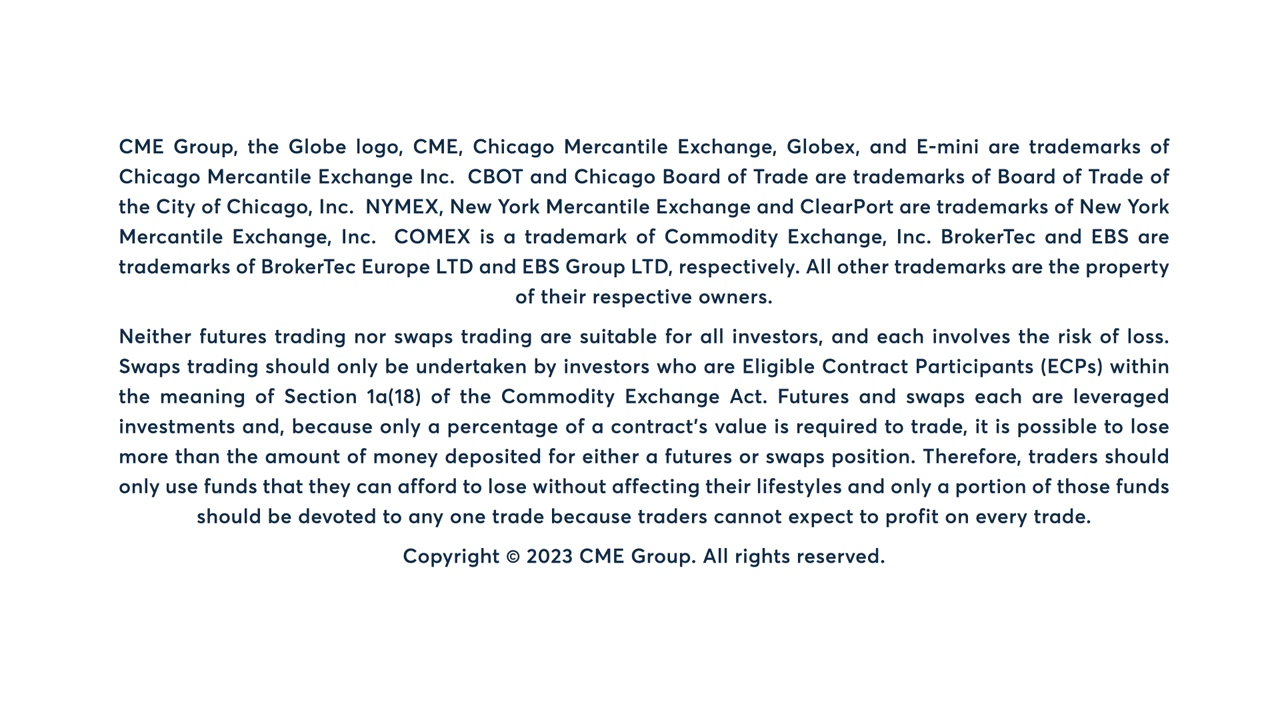 CME Group, the Globe logo, CME, Chicago Mercantile Exchange, Globex, and E-mini are trademarks of
Chicago Mercantile Exchange Inc.  CBOT and Chicago Board of Trade are trademarks of Board of Trade of
the City of Chicago, Inc.  NYMEX, New York Mercantile Exchange and ClearPort are trademarks of New York
Mercantile Exchange, Inc.  COMEX is a trademark of Commodity Exchange, Inc. BrokerTec and EBS are
trademarks of BrokerTec Europe LTD and EBS Group LTD, respectively. All other trademarks are the property
of their respective owners.
Neither futures trading nor swaps trading are suitable for all investors, and each involves the risk of loss.
Swaps trading should only be undertaken by investors who are Eligible Contract Participants (ECPs) within
the meaning of Section 1a(18) of the Commodity Exchange Act. Futures and swaps each are leveraged
investments and, because only a percentage of a contract's value is required to trade, it is possible to lose
more than the amount of money deposited for either a futures or swaps position. Therefore, traders should
only use funds that they can afford to lose without affecting their lifestyles and only a portion of those funds
should be devoted to any one trade because traders cannot expect to profit on every trade.
Copyright © 2023 CME Group. All rights reserved.